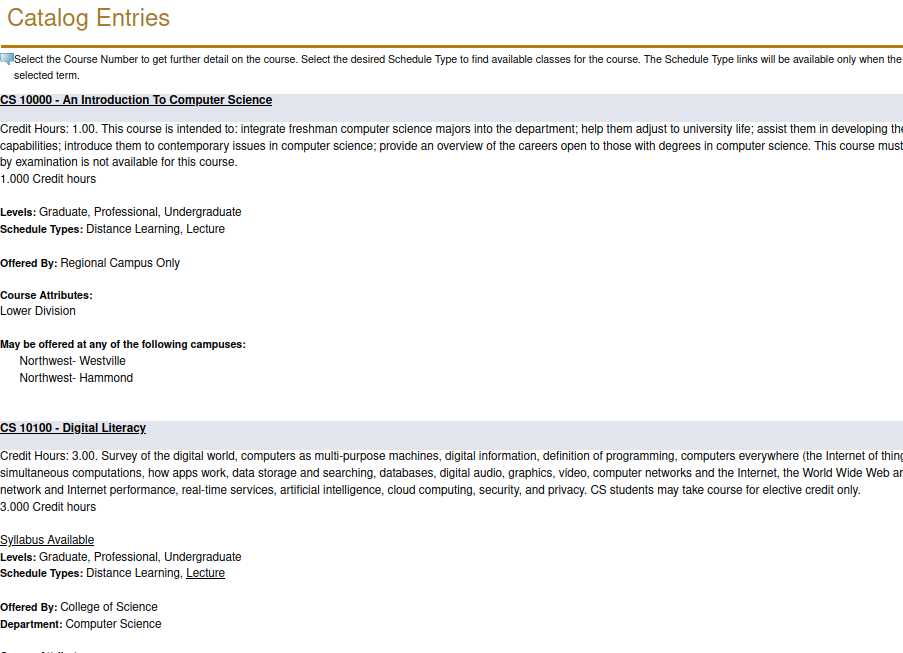 Catalog Entries
Select the Course Number to get further detail on the course. Select the desired Schedule Type to find available classes for the course. The Schedule Type links will be available only when the
selected term.
CS 10000 - An Introduction To Computer Science
Credit Hours: 1.00. This course is intended to: integrate freshman computer science majors into the department; help them adjust to university life; assist them in developing the
capabilities; introduce them to contemporary issues in computer science; provide an overview of the careers open to those with degrees in computer science. This course must
by examination is not available for this course.
1.000 Credit hours
Levels: Graduate, Professional, Undergraduate
Schedule Types: Distance Learning, Lecture
Offered By: Regional Campus Only
Course Attributes:
Lower Division
May be offered at any of the following campuses:
Northwest- Westville
Northwest- Hammond
CS 10100 - Digital Literacy
Credit Hours: 3.00. Survey of the digital world, computers as multi-purpose machines, digital information, definition of programming, computers everywhere (the Internet of
simultaneous computations, how apps work, data storage and searching, databases, digital audio, graphics, video, computer networks and the Internet, the World Wide Web
network and Internet performance, real-time services, artificial intelligence, cloud computing, security, and privacy. CS students may take course for elective credit only.
3.000 Credit hours
Syllabus Available
Levels: Graduate, Professional, Undergraduate
Schedule Types: Distance Learning, Lecture
Offered By: College of Science
Department: Computer Science